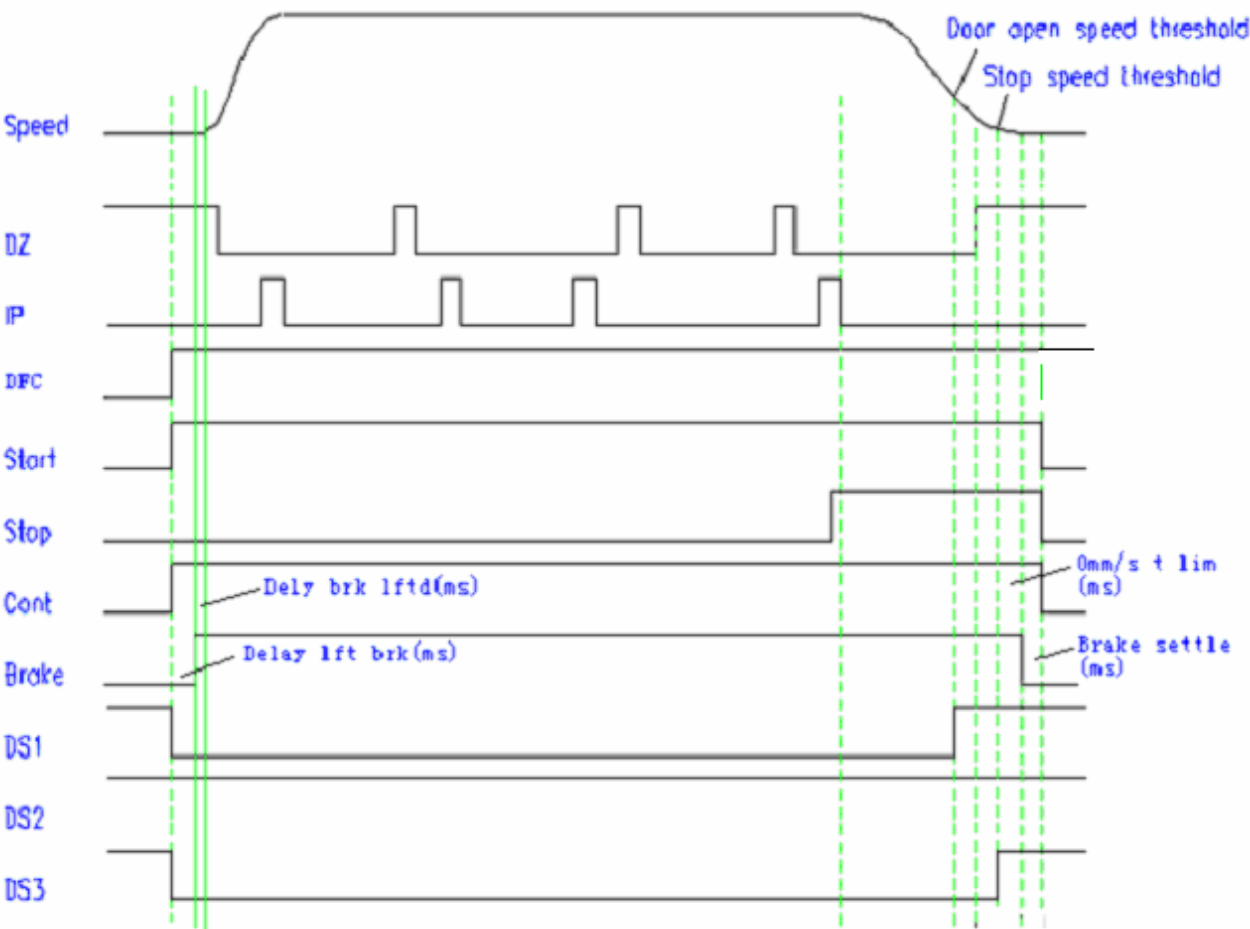 Door open speed threshold
Stop speed threshold
Speed
DZ
IP
DFC
Start
Stop
0mm/s t lim
(ms)
Dely brk lftd(ms)
Cont
Delay lft brk(ms)
Brake settle
(ms)
Brake
DS1
DS2
DS3